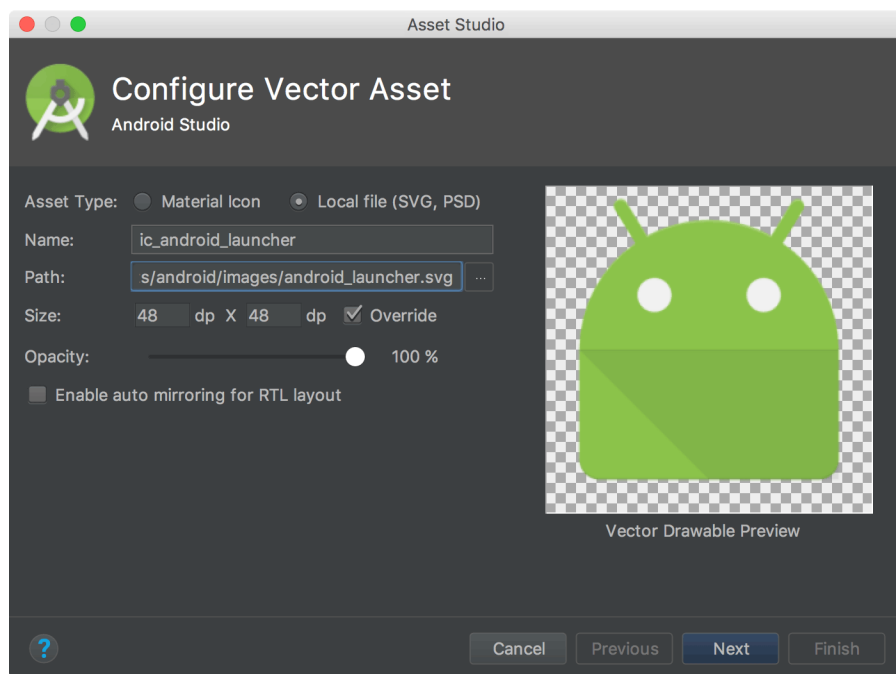 Asset Studio
Configure Vector Asset
Android Studio
Asset Type: Material Icon Local file (SVG, PSD)
Name: ic_android_launcher
Path: s/android/images/android_launcher.svg ...
Size: 48 dp X 48 dp Override
Opacity: 100 %
Enable auto mirroring for RTL layout
Vector Drawable Preview
? Cancel Previous Next Finish